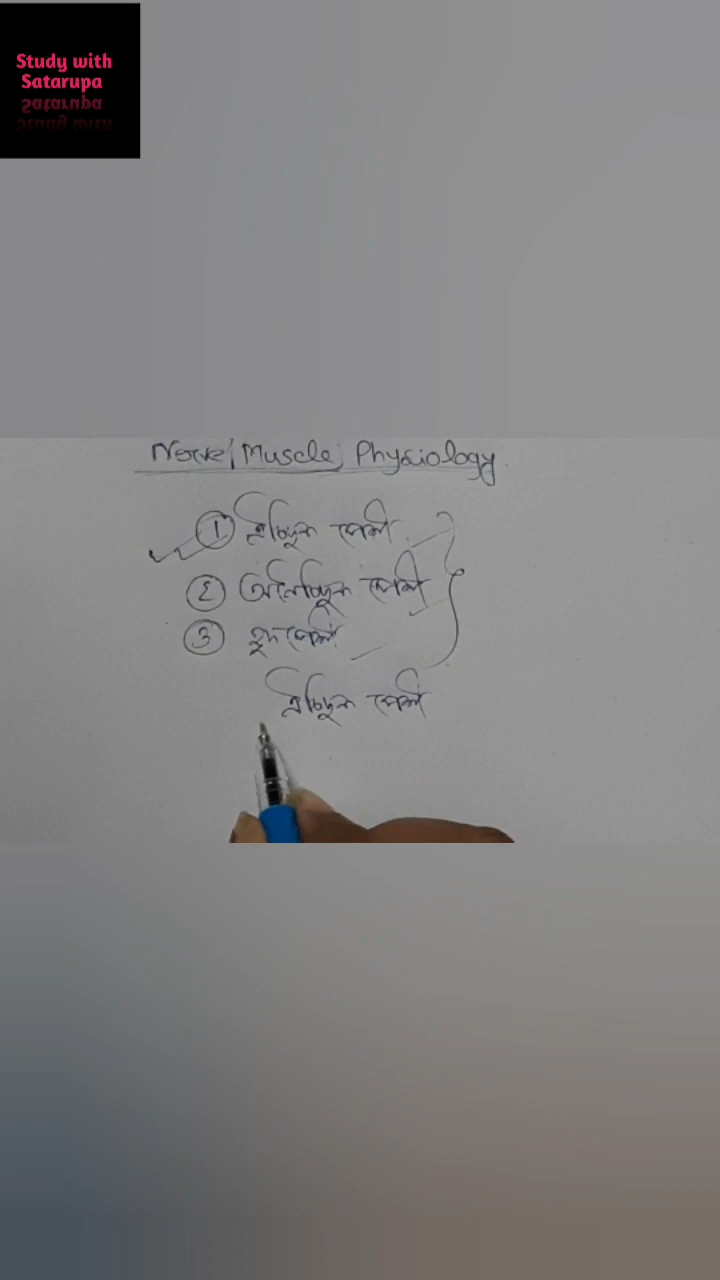 Study with
Satarupa
Nerve, Muscle, Physiology.
① ঐচ্ছিক পেশী
② অনৈচ্ছিক পেশী
③ হৃদপেশী
ঐচ্ছিক পেশী